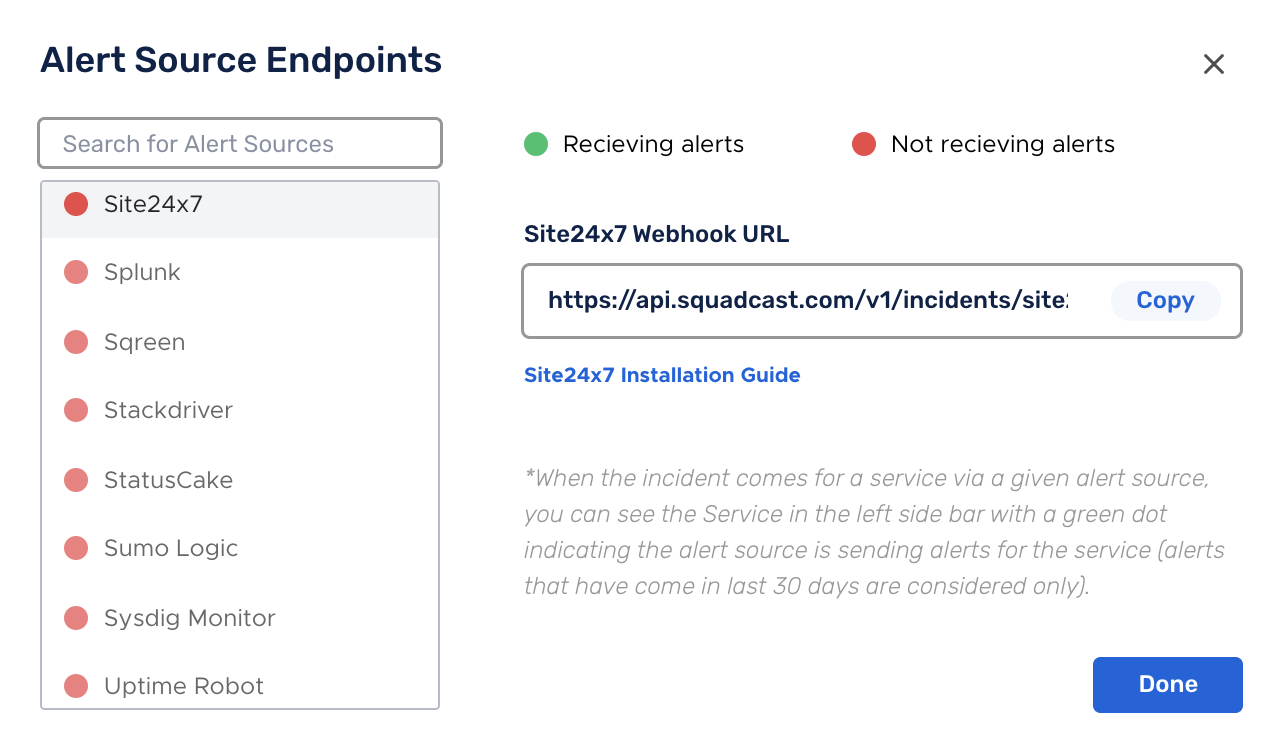 Alert Source Endpoints
Search for Alert Sources
Site24x7
Splunk
Sqreen
Stackdriver
StatusCake
Sumo Logic
Sysdig Monitor
Uptime Robot
Recieving alerts
Not recieving alerts
Site24x7 Webhook URL
https://api.squadcast.com/v1/incidents/site
Copy
Site24x7 Installation Guide
*When the incident comes for a service via a given alert source,
you can see the Service in the left side bar with a green dot
indicating the alert source is sending alerts for the service (alerts
that have come in last 30 days are considered only).
Done